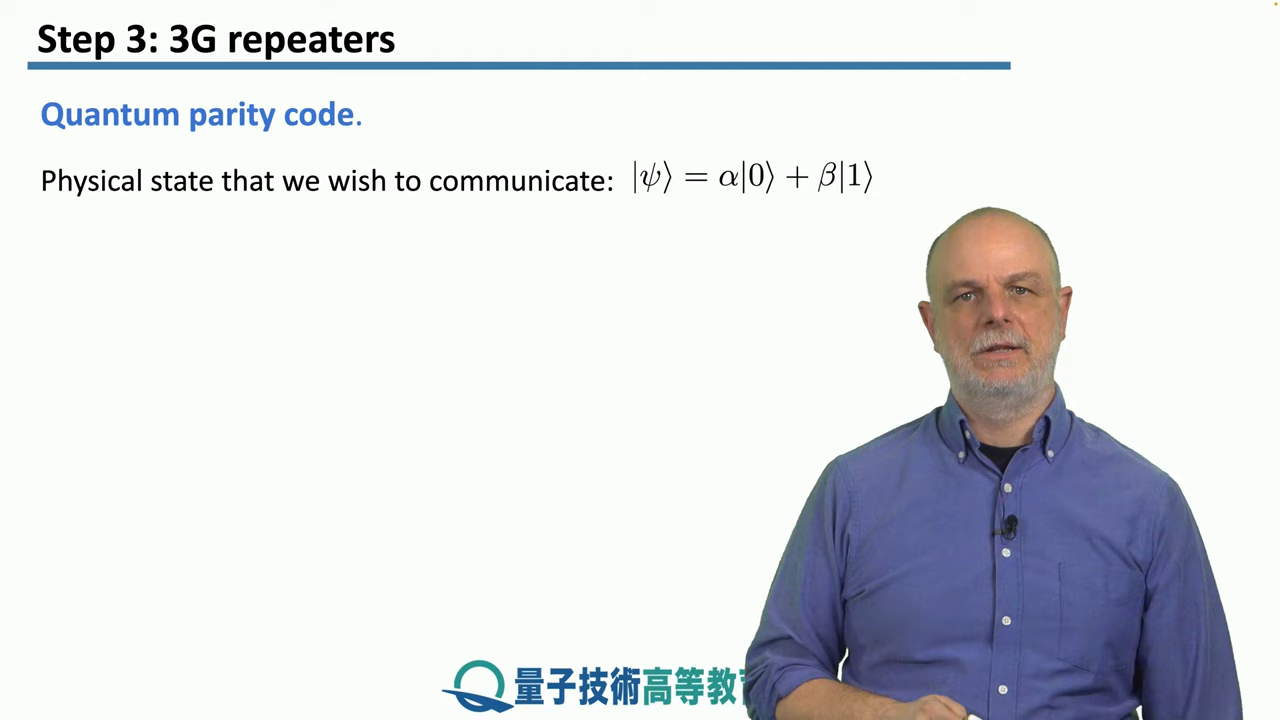 Step 3: 3G repeaters
Quantum parity code.
Physical state that we wish to communicate: |ψ⟩ = α|0⟩ + β|1⟩
量子技術高等教